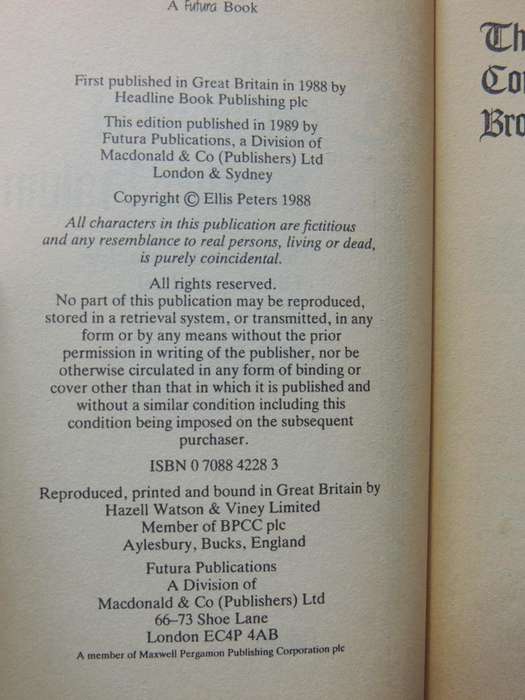 A Futura Book
First published in Great Britain in 1988 by
Headline Book Publishing plc
This edition published in 1989 by
Futura Publications, a Division of
Macdonald & Co (Publishers) Ltd
London & Sydney
Copyright © Ellis Peters 1988
All characters in this publication are fictitious
and any resemblance to real persons, living or dead,
is purely coincidental.
All rights reserved.
No part of this publication may be reproduced,
stored in a retrieval system, or transmitted, in any
form or by any means without the prior
permission in writing of the publisher, nor be
otherwise circulated in any form of binding or
cover other than that in which it is published and
without a similar condition including this
condition being imposed on the subsequent
purchaser.
ISBN 0 7088 4228 3
Reproduced, printed and bound in Great Britain by
Hazell Watson & Viney Limited
Member of BPCC plc
Aylesbury, Bucks, England
Futura Publications
A Division of
Macdonald & Co (Publishers) Ltd
66–73 Shoe Lane
London EC4P 4AB
A member of Maxwell Pergamon Publishing Corporation plc